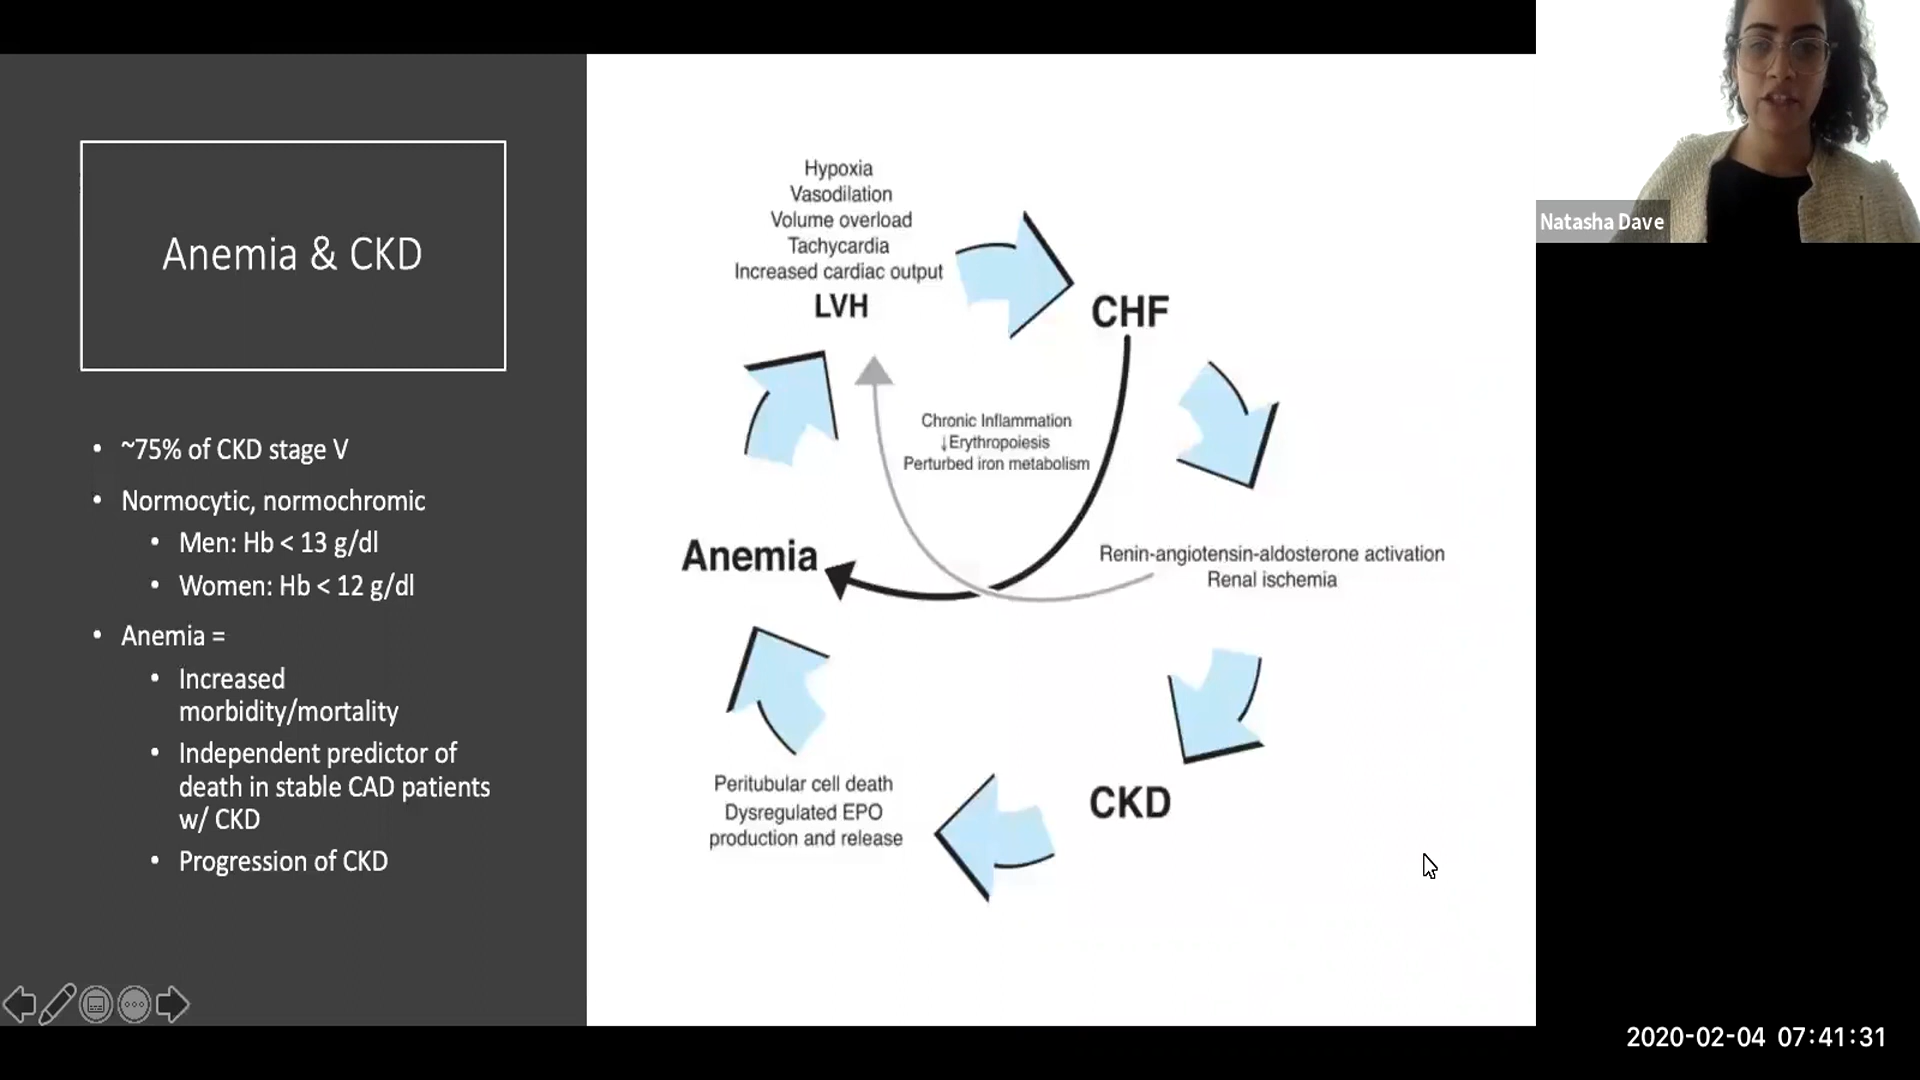 Anemia & CKD
• ~75% of CKD stage V
• Normocytic, normochromic
• Men: Hb < 13 g/dl
• Women: Hb < 12 g/dl
• Anemia =
• Increased
morbidity/mortality
• Independent predictor of
death in stable CAD patients
w/ CKD
• Progression of CKD
Hypoxia
Vasodilation
Volume overload
Tachycardia
Increased cardiac output
LVH
CHF
Chronic Inflammation
↓Erythropoiesis
Perturbed iron metabolism
Anemia
Renin-angiotensin-aldosterone activation
Renal ischemia
Peritubular cell death
Dysregulated EPO
production and release
CKD
Natasha Dave
2020-02-04 07:41:31